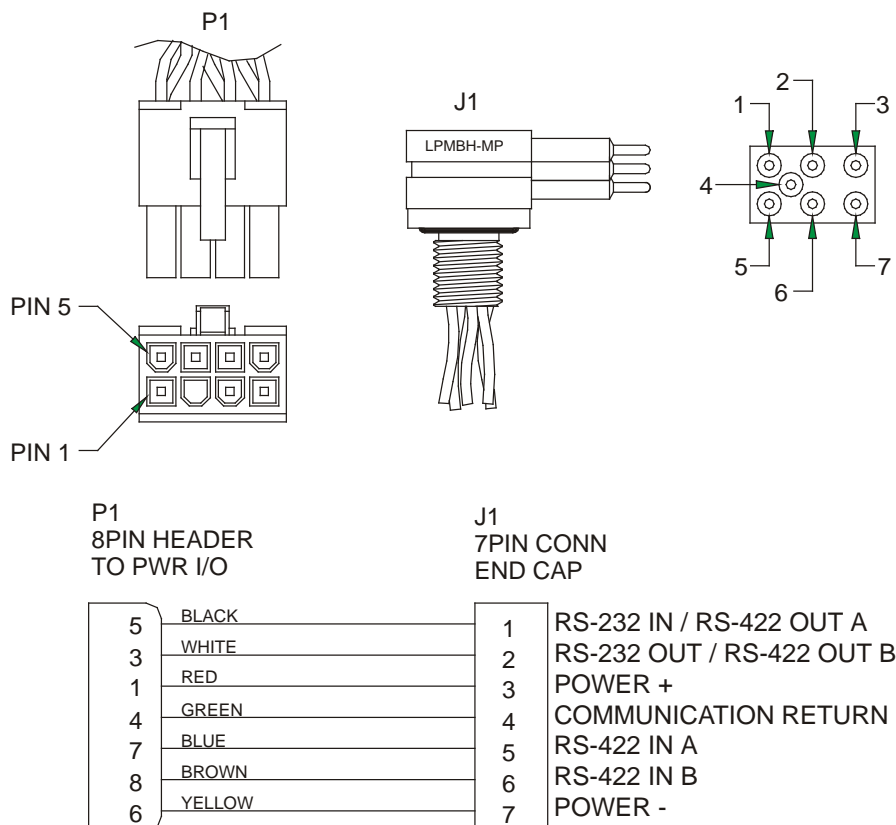 P1
J1
LPMBH-MP
1
2
3
4
5
6
7
PIN 5
PIN 1
P1
8PIN HEADER
TO PWR I/O
J1
7PIN CONN
END CAP
5 BLACK 1 RS-232 IN / RS-422 OUT A
3 WHITE 2 RS-232 OUT / RS-422 OUT B
1 RED 3 POWER +
4 GREEN 4 COMMUNICATION RETURN
7 BLUE 5 RS-422 IN A
8 BROWN 6 RS-422 IN B
6 YELLOW 7 POWER -